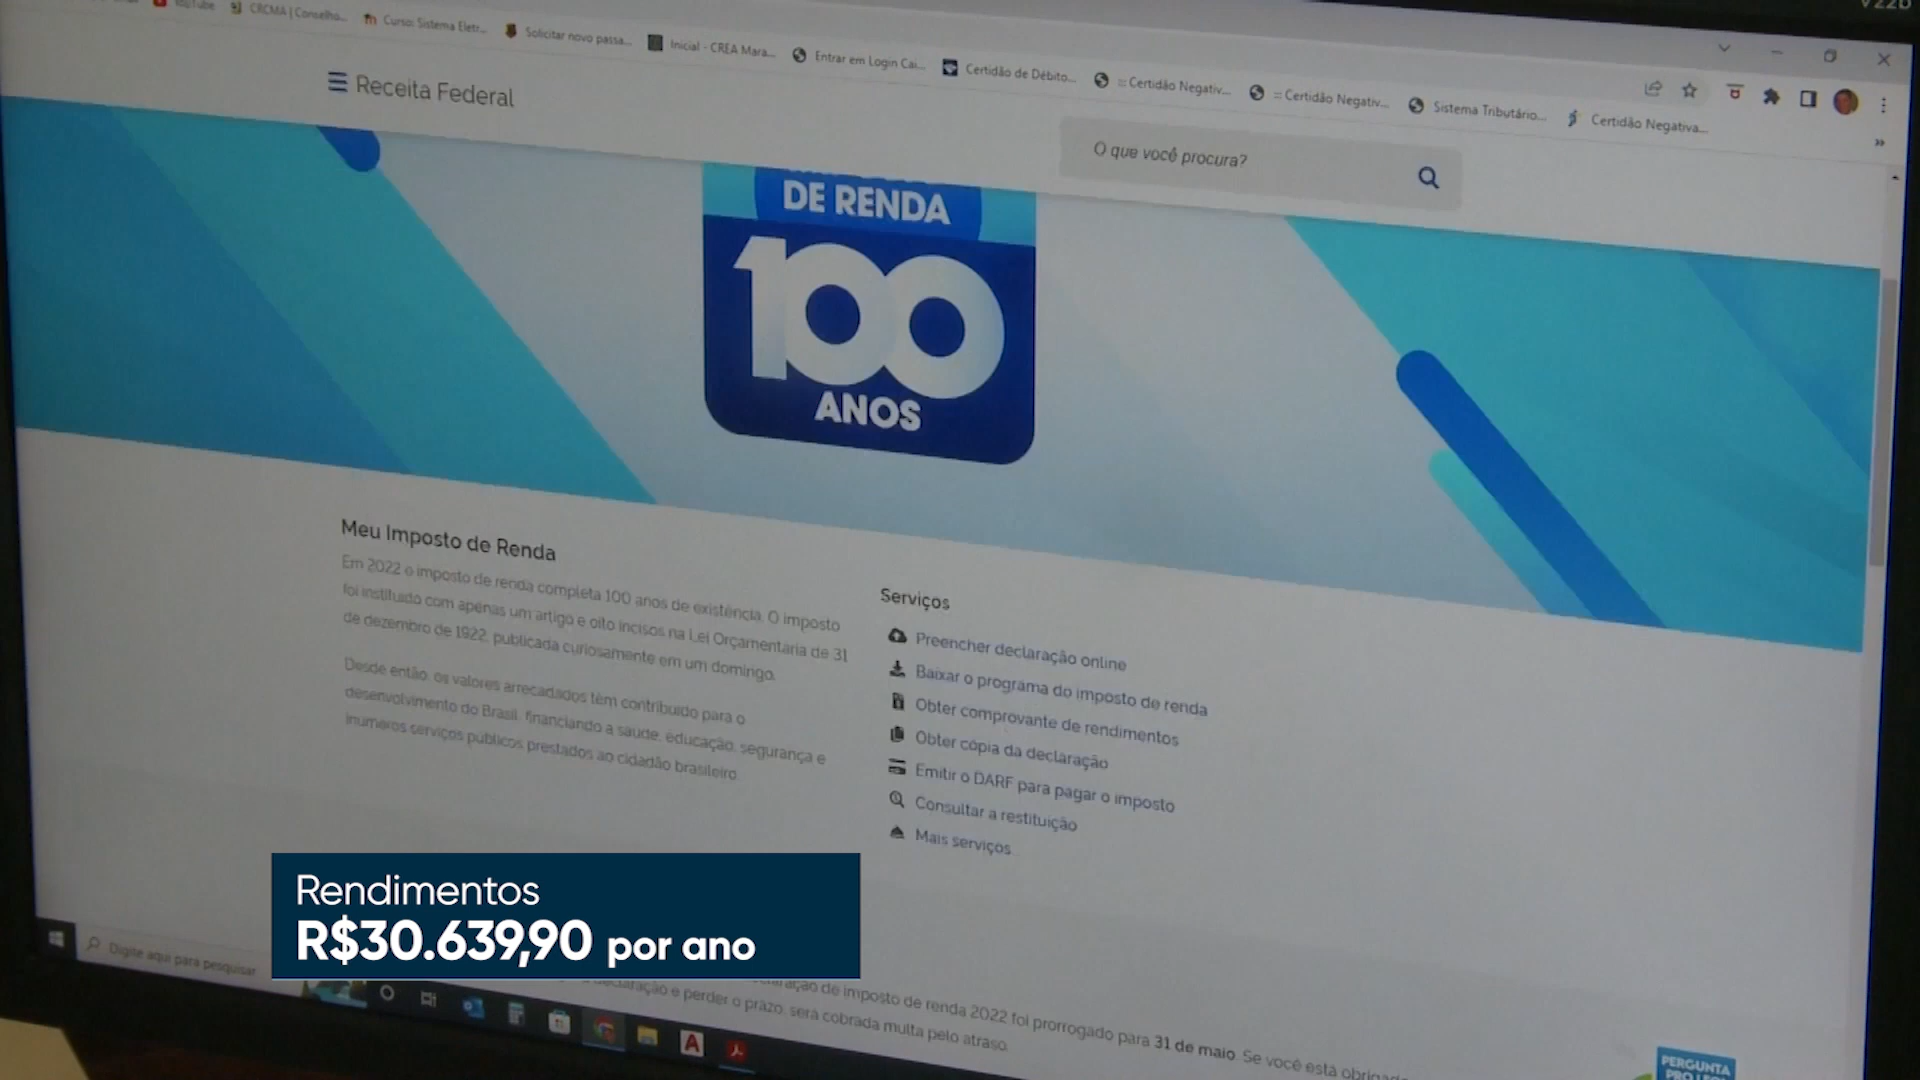 YouTube
CRCMA | Conselho...
Curso: Sistema Eletr...
Solicitar novo passa...
Inicial - CREA Mara...
Entrar em Login Cai...
Certidão de Débito...
:: Certidão Negativ...
:: Certidão Negativ...
Sistema Tributário...
Certidão Negativa...
»
Receita Federal
O que você procura?
DE RENDA
100
ANOS
Meu Imposto de Renda
Em 2022 o imposto de renda completa 100 anos de existência. O imposto
foi instituído com apenas um artigo e oito incisos na Lei Orçamentária de 31
de dezembro de 1922, publicada curiosamente em um domingo.
Desde então, os valores arrecadados têm contribuído para o
desenvolvimento do Brasil, financiando a saúde, educação, segurança e
inúmeros serviços públicos prestados ao cidadão brasileiro.
Serviços
Preencher declaração online
Baixar o programa do imposto de renda
Obter comprovante de rendimentos
Obter cópia da declaração
Emitir o DARF para pagar o imposto
Consultar a restituição
Mais serviços...
Rendimentos
R$30.639,90 por ano
Digite aqui para pesquisar
de imposto de renda 2022 foi prorrogado para 31 de maio. Se você está
e perder o prazo, será cobrada multa pelo atraso.
PERGUNTA